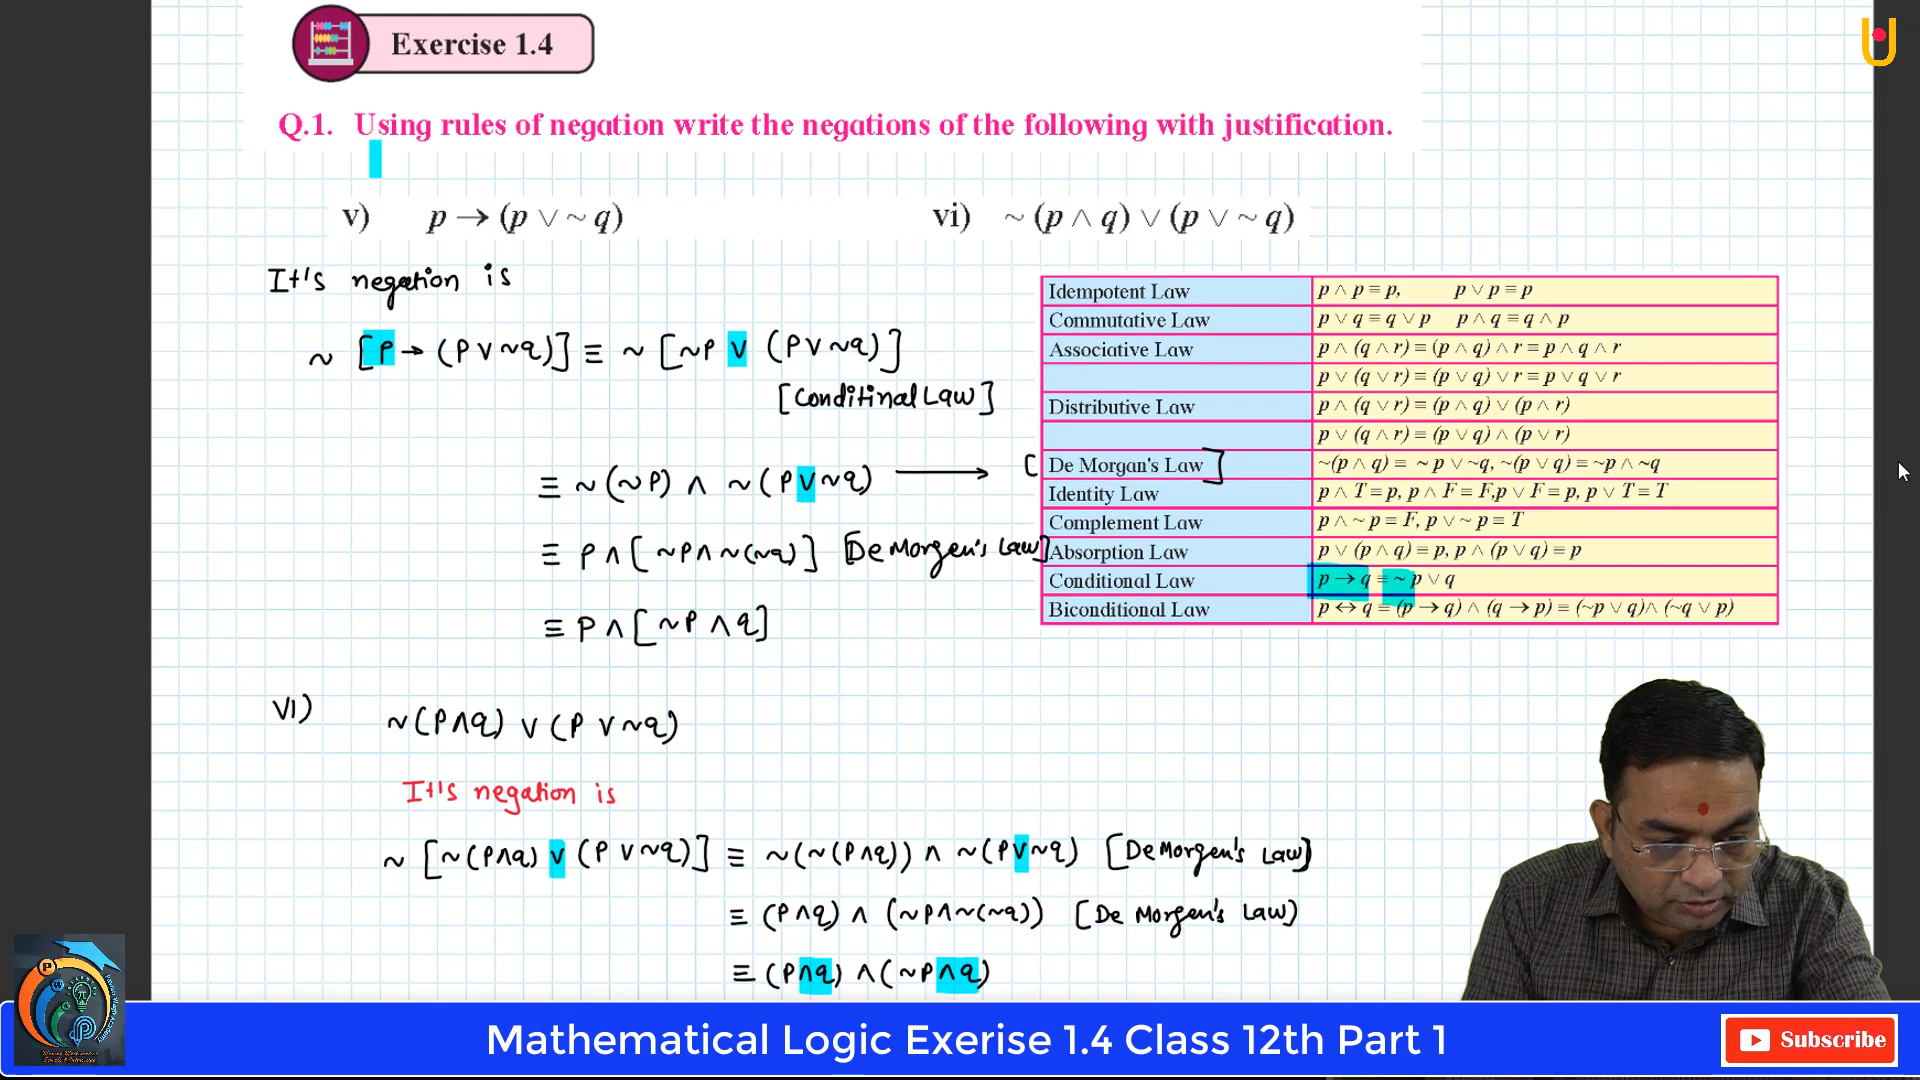 Exercise 1.4
Q.1. Using rules of negation write the negations of the following with justification.
v) p → (p ∨ ~ q)
vi) ~ (p ∧ q) ∨ (p ∨ ~ q)
It's negation is
~ [P → (P ∨ ~q)] ≡ ~ [~P ∨ (P ∨ ~q)]
[Conditinal Law]
≡ ~(~P) ∧ ~(P ∨ ~q) ⟶ [
≡ P ∧ [~P ∧ ~(~q)] [De Morgen's Law]
≡ P ∧ [~P ∧ q]
Idempotent Law p ∧ p ≡ p, p ∨ p ≡ p
Commutative Law p ∨ q ≡ q ∨ p p ∧ q ≡ q ∧ p
Associative Law p ∧ (q ∧ r) ≡ (p ∧ q) ∧ r ≡ p ∧ q ∧ r
p ∨ (q ∨ r) ≡ (p ∨ q) ∨ r ≡ p ∨ q ∨ r
Distributive Law p ∧ (q ∨ r) ≡ (p ∧ q) ∨ (p ∧ r)
p ∨ (q ∧ r) ≡ (p ∨ q) ∧ (p ∨ r)
De Morgan's Law ] ~(p ∧ q) ≡ ~ p ∨ ~q, ~(p ∨ q) ≡ ~p ∧ ~q
Identity Law p ∧ T ≡ p, p ∧ F ≡ F, p ∨ F ≡ p, p ∨ T ≡ T
Complement Law p ∧ ~ p ≡ F, p ∨ ~ p ≡ T
Absorption Law p ∨ (p ∧ q) ≡ p, p ∧ (p ∨ q) ≡ p
Conditional Law p → q ≡ ~ p ∨ q
Biconditional Law p ↔ q ≡ (p → q) ∧ (q → p) ≡ (~p ∨ q) ∧ (~q ∨ p)
VI) ~(P∧q) ∨ (P ∨ ~q)
It's negation is
~ [~(P∧q) ∨ (P ∨ ~q)] ≡ ~(~(P∧q)) ∧ ~(P∨~q) [De Morgen's Law]
≡ (P∧q) ∧ (~P∧~(~q)) [De Morgen's Law)
≡ (P∧q) ∧ (~P∧q)
Mathematical Logic Exerise 1.4 Class 12th Part 1
Subscribe